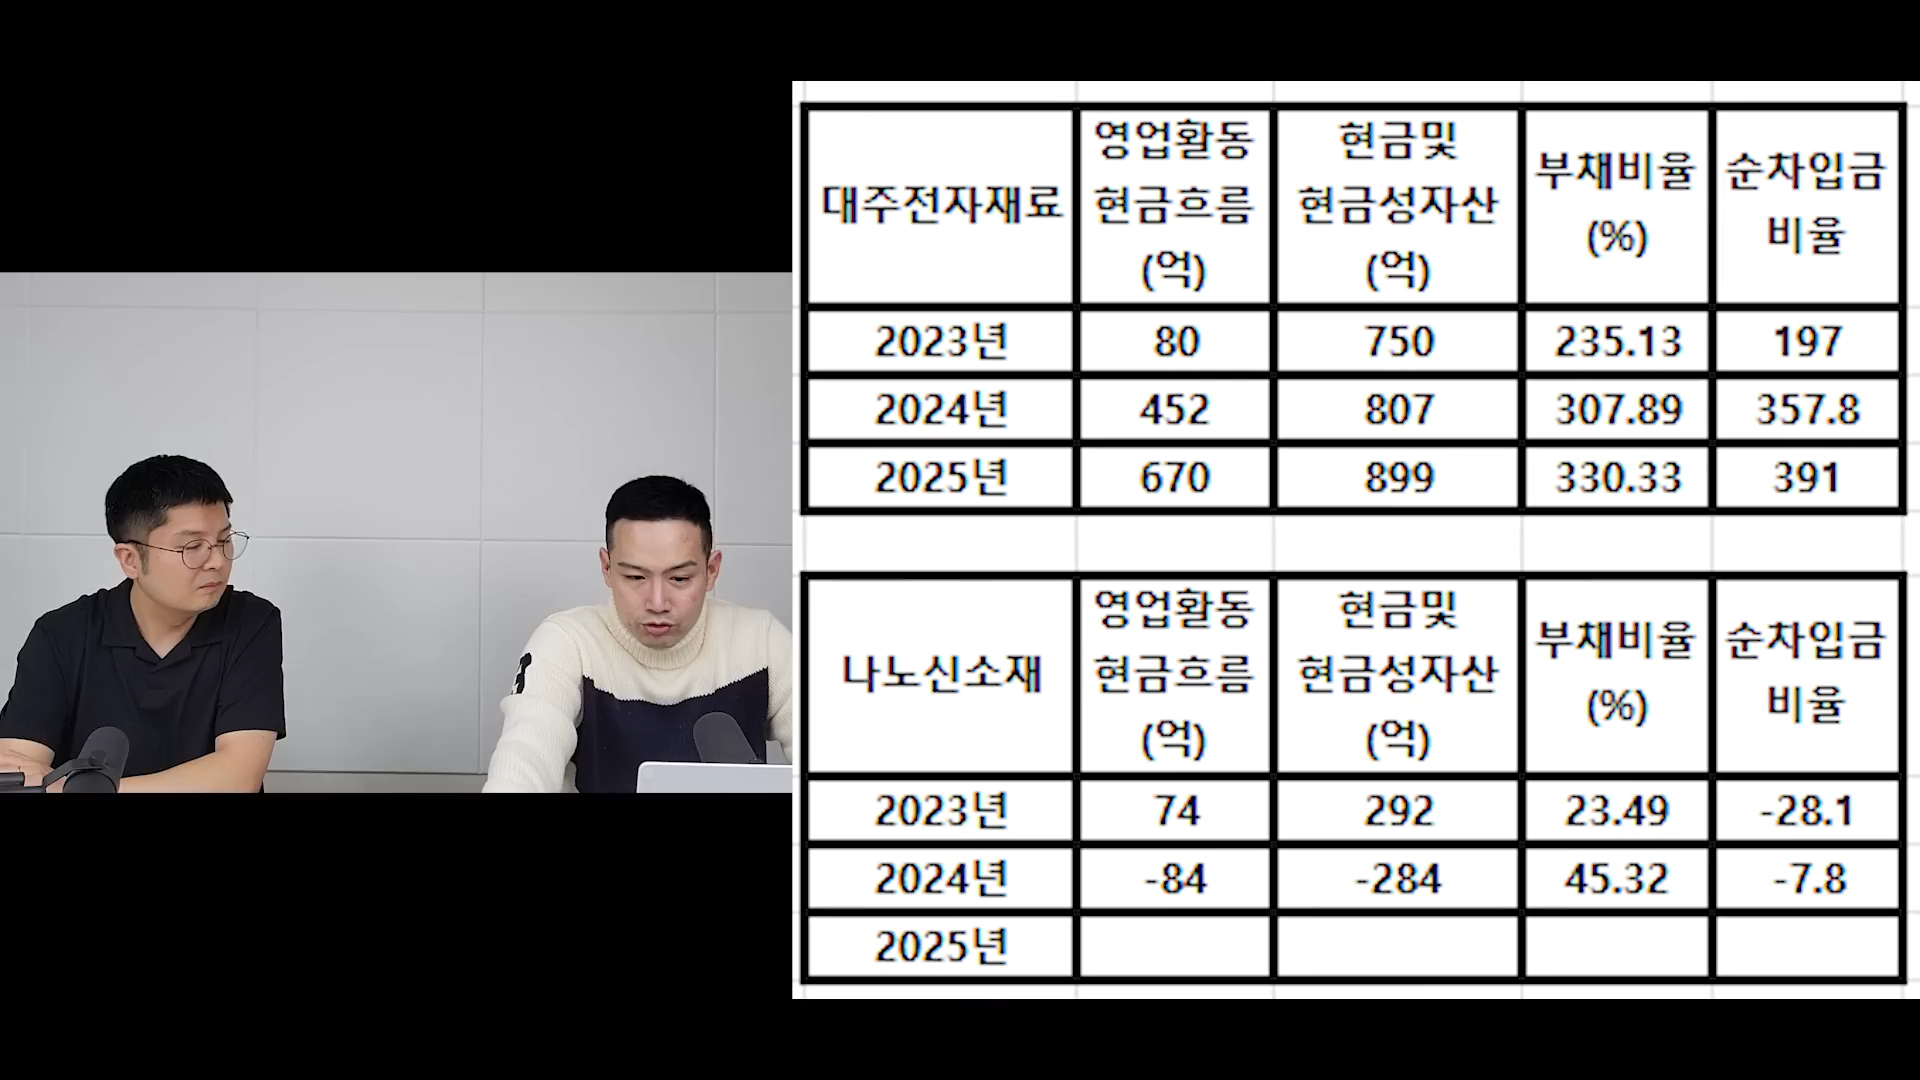 대주전자재료 영업활동 현금흐름 (억) 현금및 현금성자산 (억) 부채비율 (%) 순차입금 비율
2023년 80 750 235.13 197
2024년 452 807 307.89 357.8
2025년 670 899 330.33 391
나노신소재 영업활동 현금흐름 (억) 현금및 현금성자산 (억) 부채비율 (%) 순차입금 비율
2023년 74 292 23.49 -28.1
2024년 -84 -284 45.32 -7.8
2025년